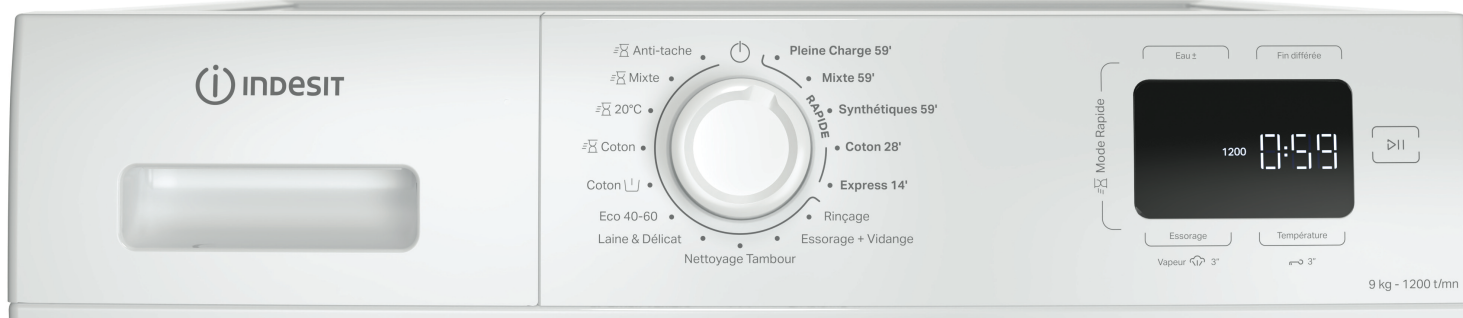 INDESIT
Anti-tache
Mixte
20°C
Coton
Coton
Eco 40-60
Laine & Délicat
Nettoyage Tambour
Pleine Charge 59'
Mixte 59'
Synthétiques 59'
Coton 28'
Express 14'
RAPIDE
Rinçage
Essorage + Vidange
Mode Rapide
Eau ±
Fin différée
1200 0:59
Essorage
Température
Vapeur 3"
3"
9 kg - 1200 t/mn